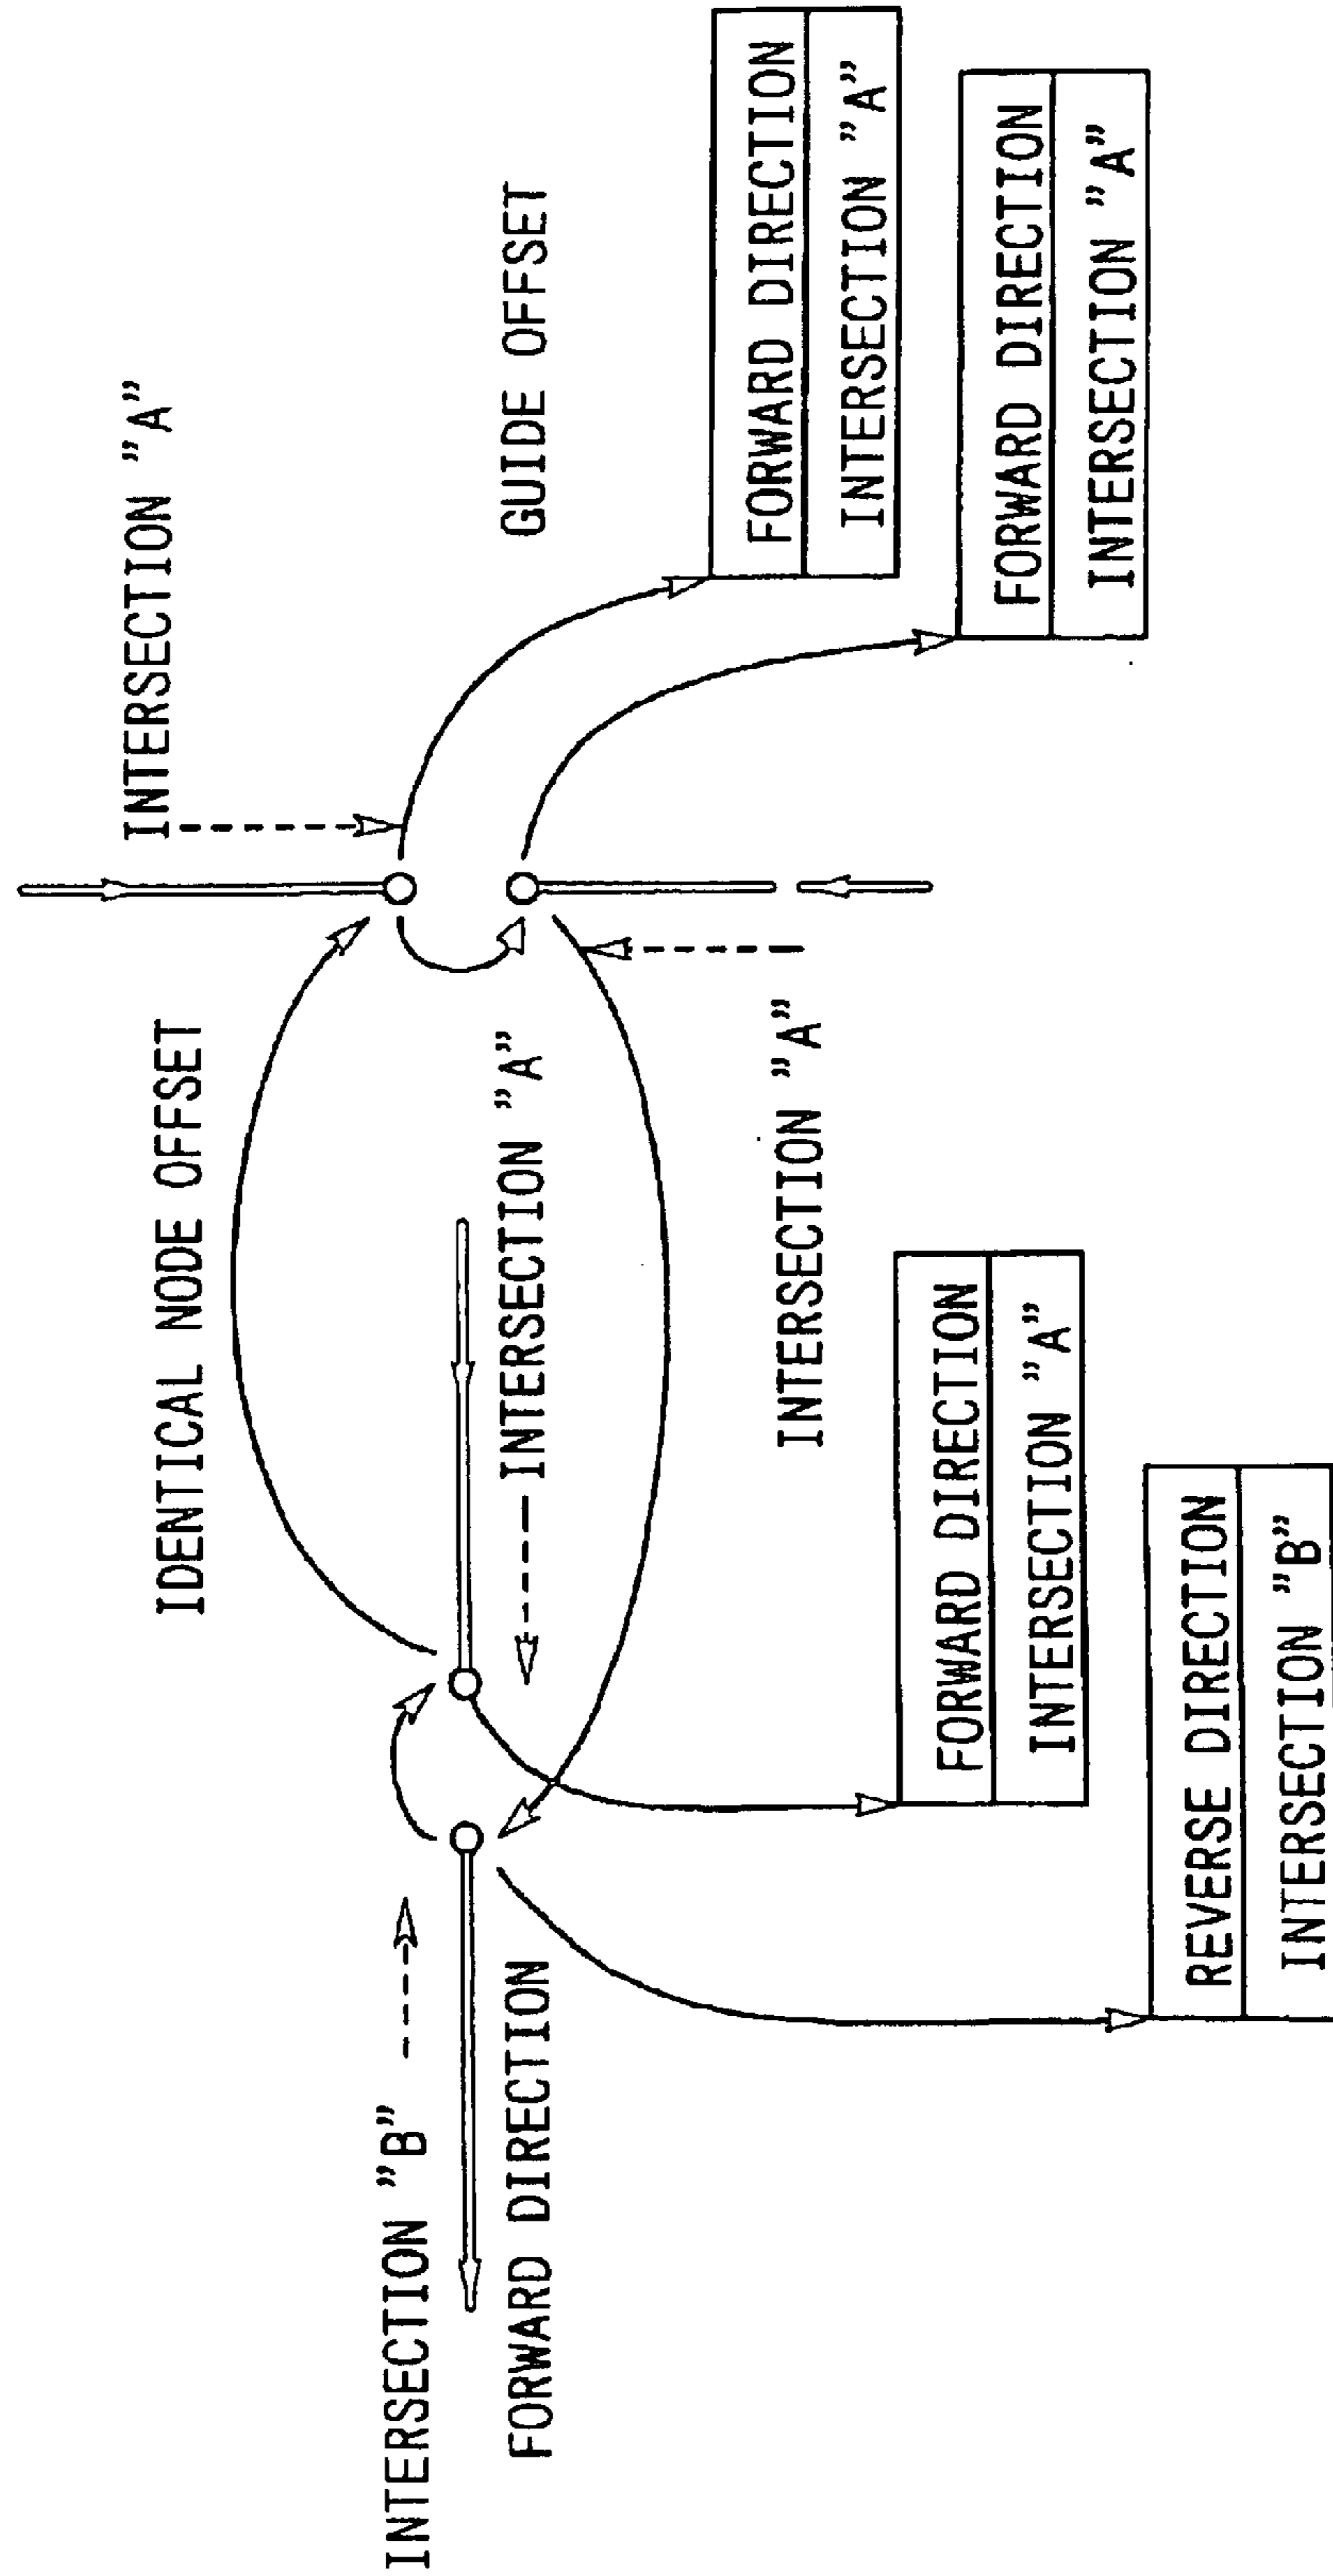 INTERSECTION ”A”
IDENTICAL NODE OFFSET
INTERSECTION ”B”
FORWARD DIRECTION
INTERSECTION ”A”
GUIDE OFFSET
INTERSECTION ”A”
FORWARD DIRECTION
INTERSECTION ”A”
FORWARD DIRECTION
INTERSECTION ”A”
FORWARD DIRECTION
INTERSECTION ”A”
REVERSE DIRECTION
INTERSECTION ”B”